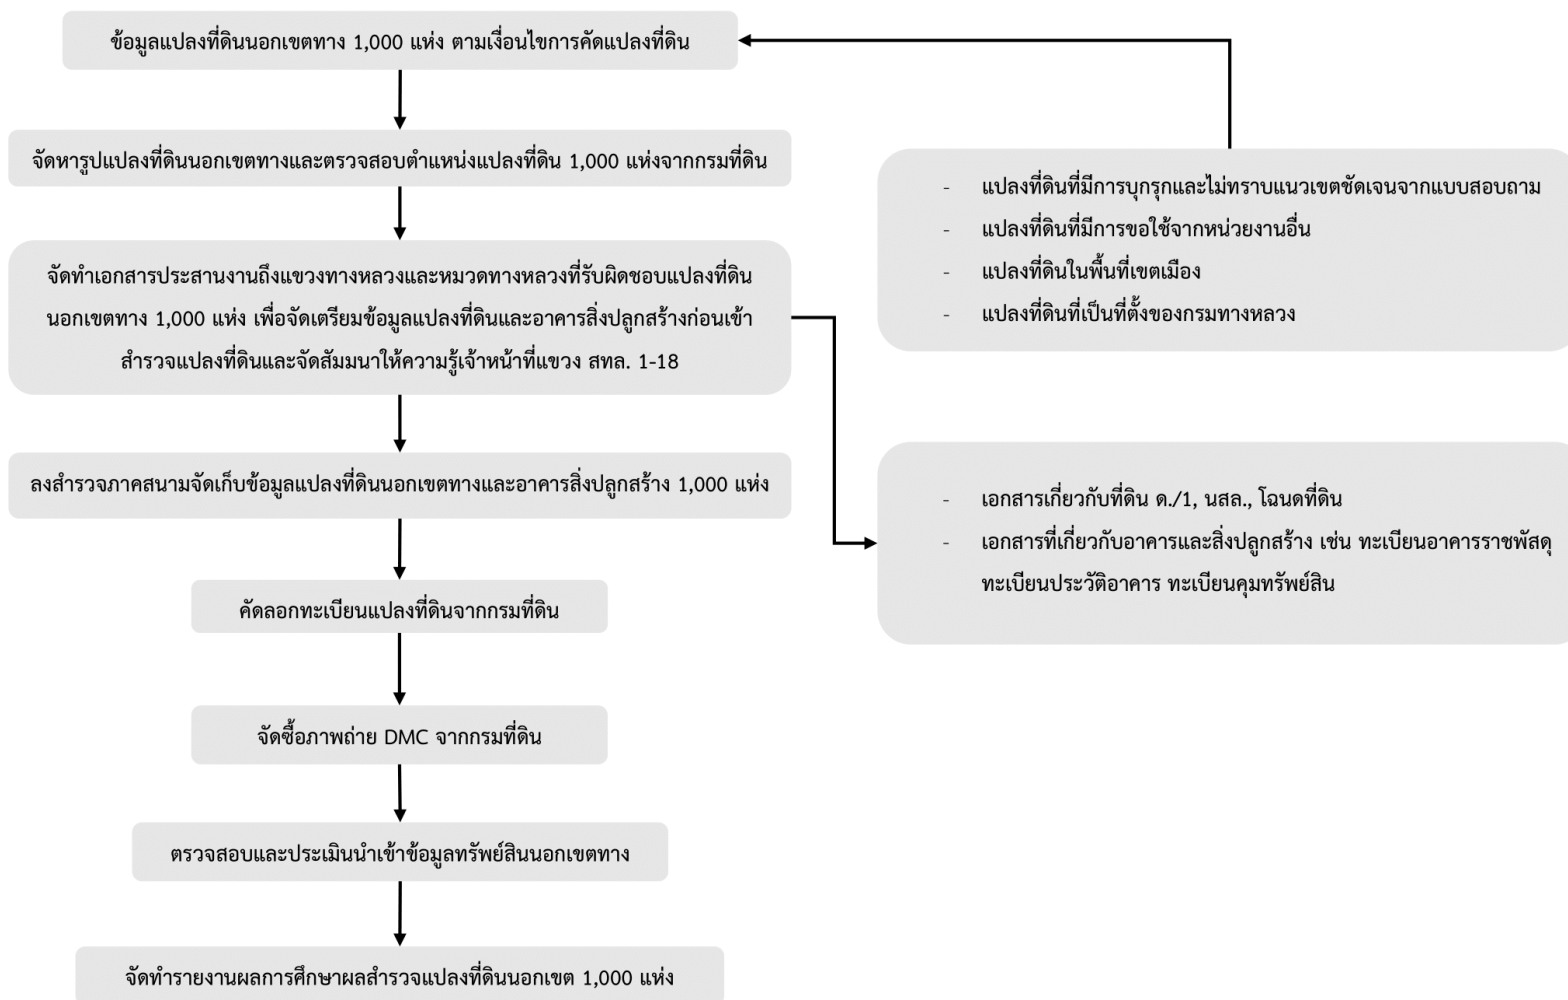 ข้อมูลแปลงที่ดินนอกเขตทาง 1,000 แห่ง ตามเงื่อนไขการคัดแปลงที่ดิน
จัดหารูปแปลงที่ดินนอกเขตทางและตรวจสอบตำแหน่งแปลงที่ดิน 1,000 แห่งจากกรมที่ดิน
จัดทำเอกสารประสานงานถึงแขวงทางหลวงและหมวดทางหลวงที่รับผิดชอบแปลงที่ดิน
นอกเขตทาง 1,000 แห่ง เพื่อจัดเตรียมข้อมูลแปลงที่ดินและอาคารสิ่งปลูกสร้างก่อนเข้า
สำรวจแปลงที่ดินและจัดสัมมนาให้ความรู้เจ้าหน้าที่แขวง สทล. 1-18
ลงสำรวจภาคสนามจัดเก็บข้อมูลแปลงที่ดินนอกเขตทางและอาคารสิ่งปลูกสร้าง 1,000 แห่ง
คัดลอกทะเบียนแปลงที่ดินจากกรมที่ดิน
จัดซื้อภาพถ่าย DMC จากกรมที่ดิน
ตรวจสอบและประเมินนำเข้าข้อมูลทรัพย์สินนอกเขตทาง
จัดทำรายงานผลการศึกษาผลสำรวจแปลงที่ดินนอกเขต 1,000 แห่ง
- แปลงที่ดินที่มีการบุกรุกและไม่ทราบแนวเขตชัดเจนจากแบบสอบถาม
- แปลงที่ดินที่มีการขอใช้จากหน่วยงานอื่น
- แปลงที่ดินในพื้นที่เขตเมือง
- แปลงที่ดินที่เป็นที่ตั้งของกรมทางหลวง
- เอกสารเกี่ยวกับที่ดิน ด./1, นสล., โฉนดที่ดิน
- เอกสารที่เกี่ยวกับอาคารและสิ่งปลูกสร้าง เช่น ทะเบียนอาคารราชพัสดุ
ทะเบียนประวัติอาคาร ทะเบียนคุมทรัพย์สิน